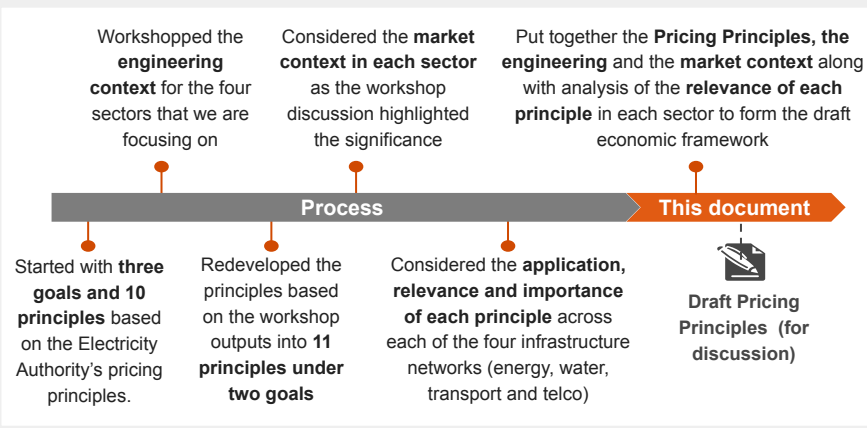 Workshopped the
engineering
context for the four
sectors that we are
focusing on
Considered the market
context in each sector
as the workshop
discussion highlighted
the significance
Put together the Pricing Principles, the
engineering and the market context along
with analysis of the relevance of each
principle in each sector to form the draft
economic framework
Process
This document
Started with three
goals and 10
principles based
on the Electricity
Authority's pricing
principles.
Redeveloped the
principles based
on the workshop
outputs into 11
principles under
two goals
Considered the application,
relevance and importance
of each principle across
each of the four infrastructure
networks (energy, water,
transport and telco)
Draft Pricing
Principles (for
discussion)